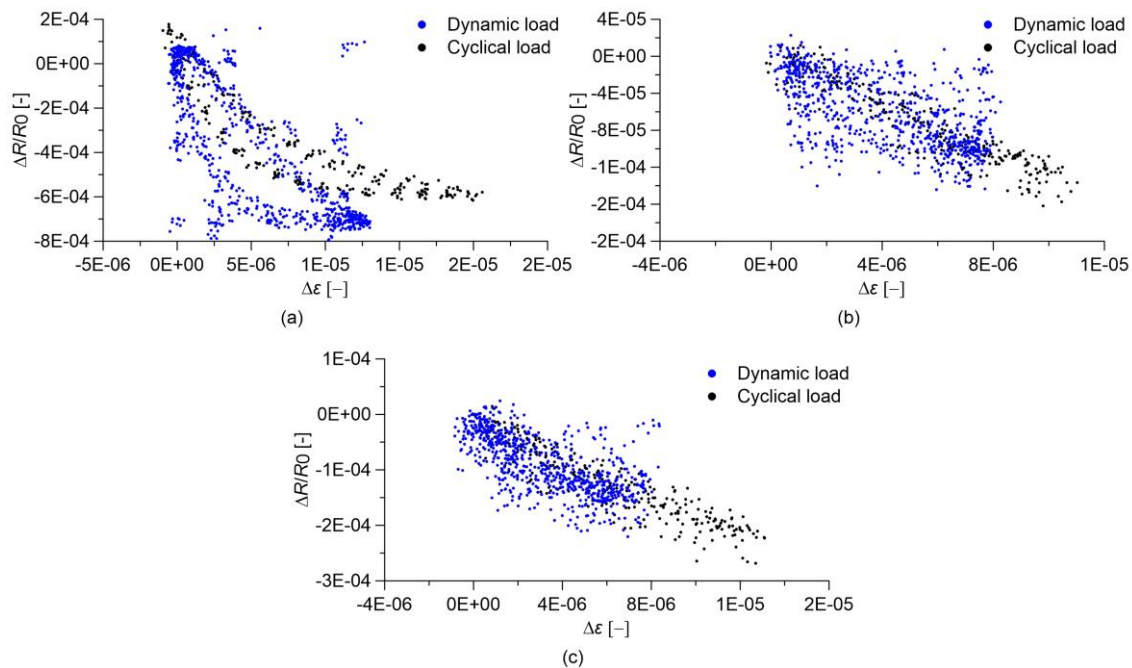 2E-04
0E+00
-2E-04
-4E-04
-6E-04
-8E-04
ΔR/R0 [-]
Dynamic load
Cyclical load
-5E-06 0E+00 5E-06 1E-05 2E-05 2E-05
Δε [–]
(a)
4E-05
0E+00
-4E-05
-8E-05
-1E-04
-2E-04
-2E-04
ΔR/R0 [-]
Dynamic load
Cyclical load
-4E-06 0E+00 4E-06 8E-06 1E-05
Δε [–]
(b)
1E-04
0E+00
-1E-04
-2E-04
-3E-04
ΔR/R0 [-]
Dynamic load
Cyclical load
-4E-06 0E+00 4E-06 8E-06 1E-05 2E-05
Δε [–]
(c)